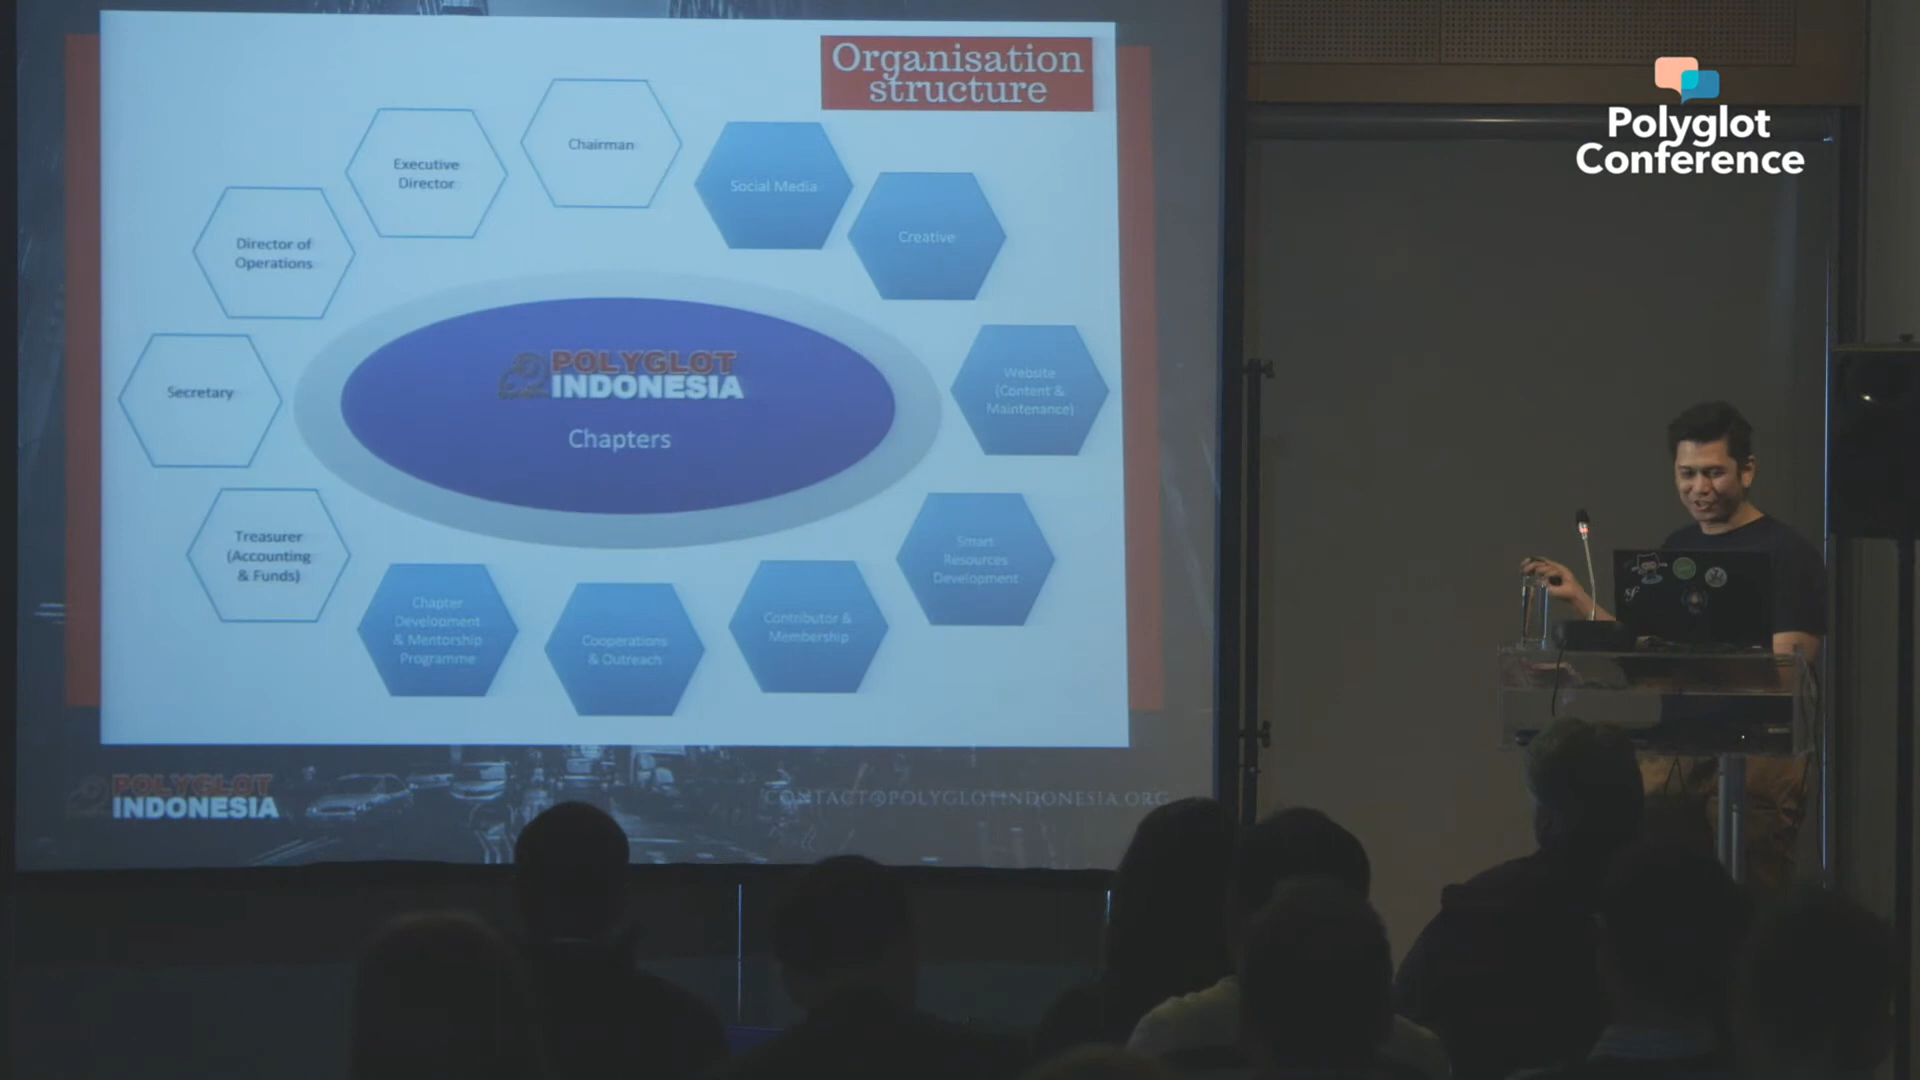 Organisation
structure
Chairman
Executive
Director
Social Media
Director of
Operations
Creative
Secretary
Website
(Content &
Maintenance)
POLYGLOT
INDONESIA
Chapters
Treasurer
(Accounting
& Funds)
Smart
Resources
Development
Chapter
Development
& Mentorship
Programme
Cooperations
& Outreach
Contributor &
Membership
POLYGLOT
INDONESIA
CONTACT@POLYGLOTINDONESIA.ORG
Polyglot
Conference
sf